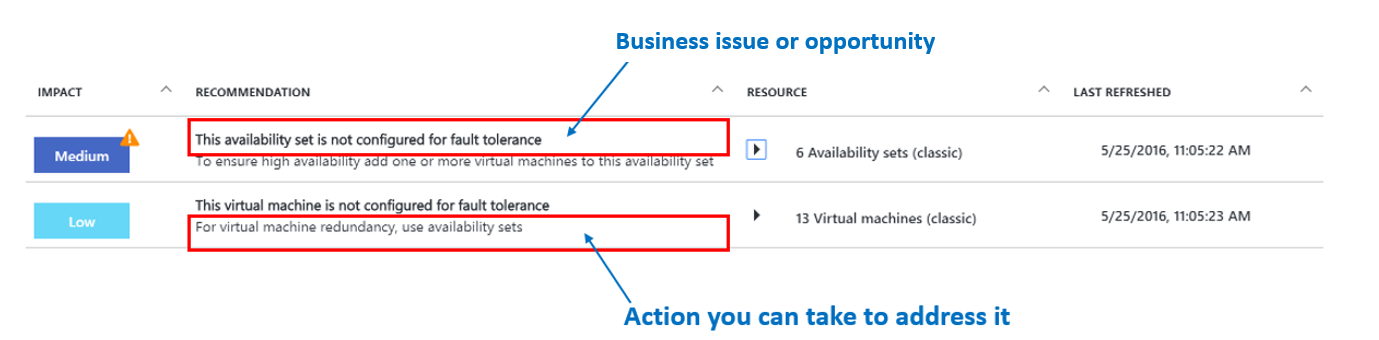 Business issue or opportunity
IMPACT RECOMMENDATION RESOURCE LAST REFRESHED
This availability set is not configured for fault tolerance
Medium To ensure high availability add one or more virtual machines to this availability set 6 Availability sets (classic) 5/25/2016, 11:05:22 AM
This virtual machine is not configured for fault tolerance
Low For virtual machine redundancy, use availability sets 13 Virtual machines (classic) 5/25/2016, 11:05:23 AM
Action you can take to address it